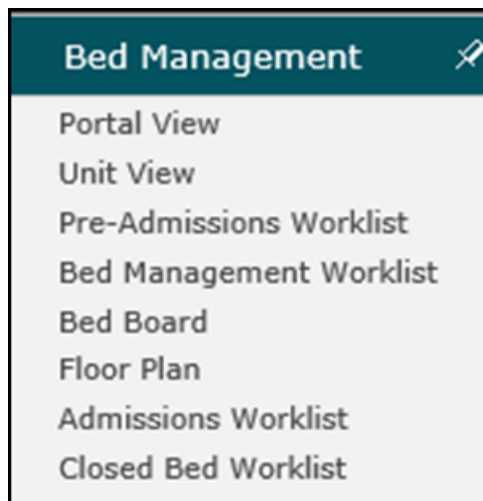 Bed Management
Portal View
Unit View
Pre-Admissions Worklist
Bed Management Worklist
Bed Board
Floor Plan
Admissions Worklist
Closed Bed Worklist